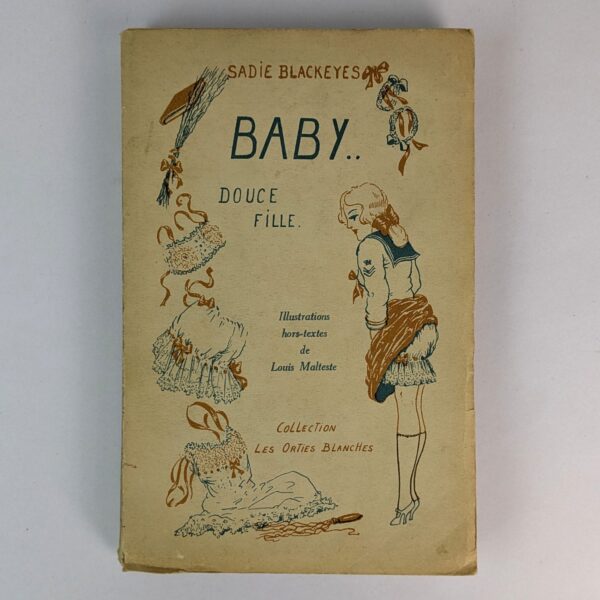 SADIE BLACKEYES
BABY..
DOUCE
FILLE.
Illustrations
hors-textes
de
Louis Malteste
COLLECTION
LES ORTIES BLANCHES